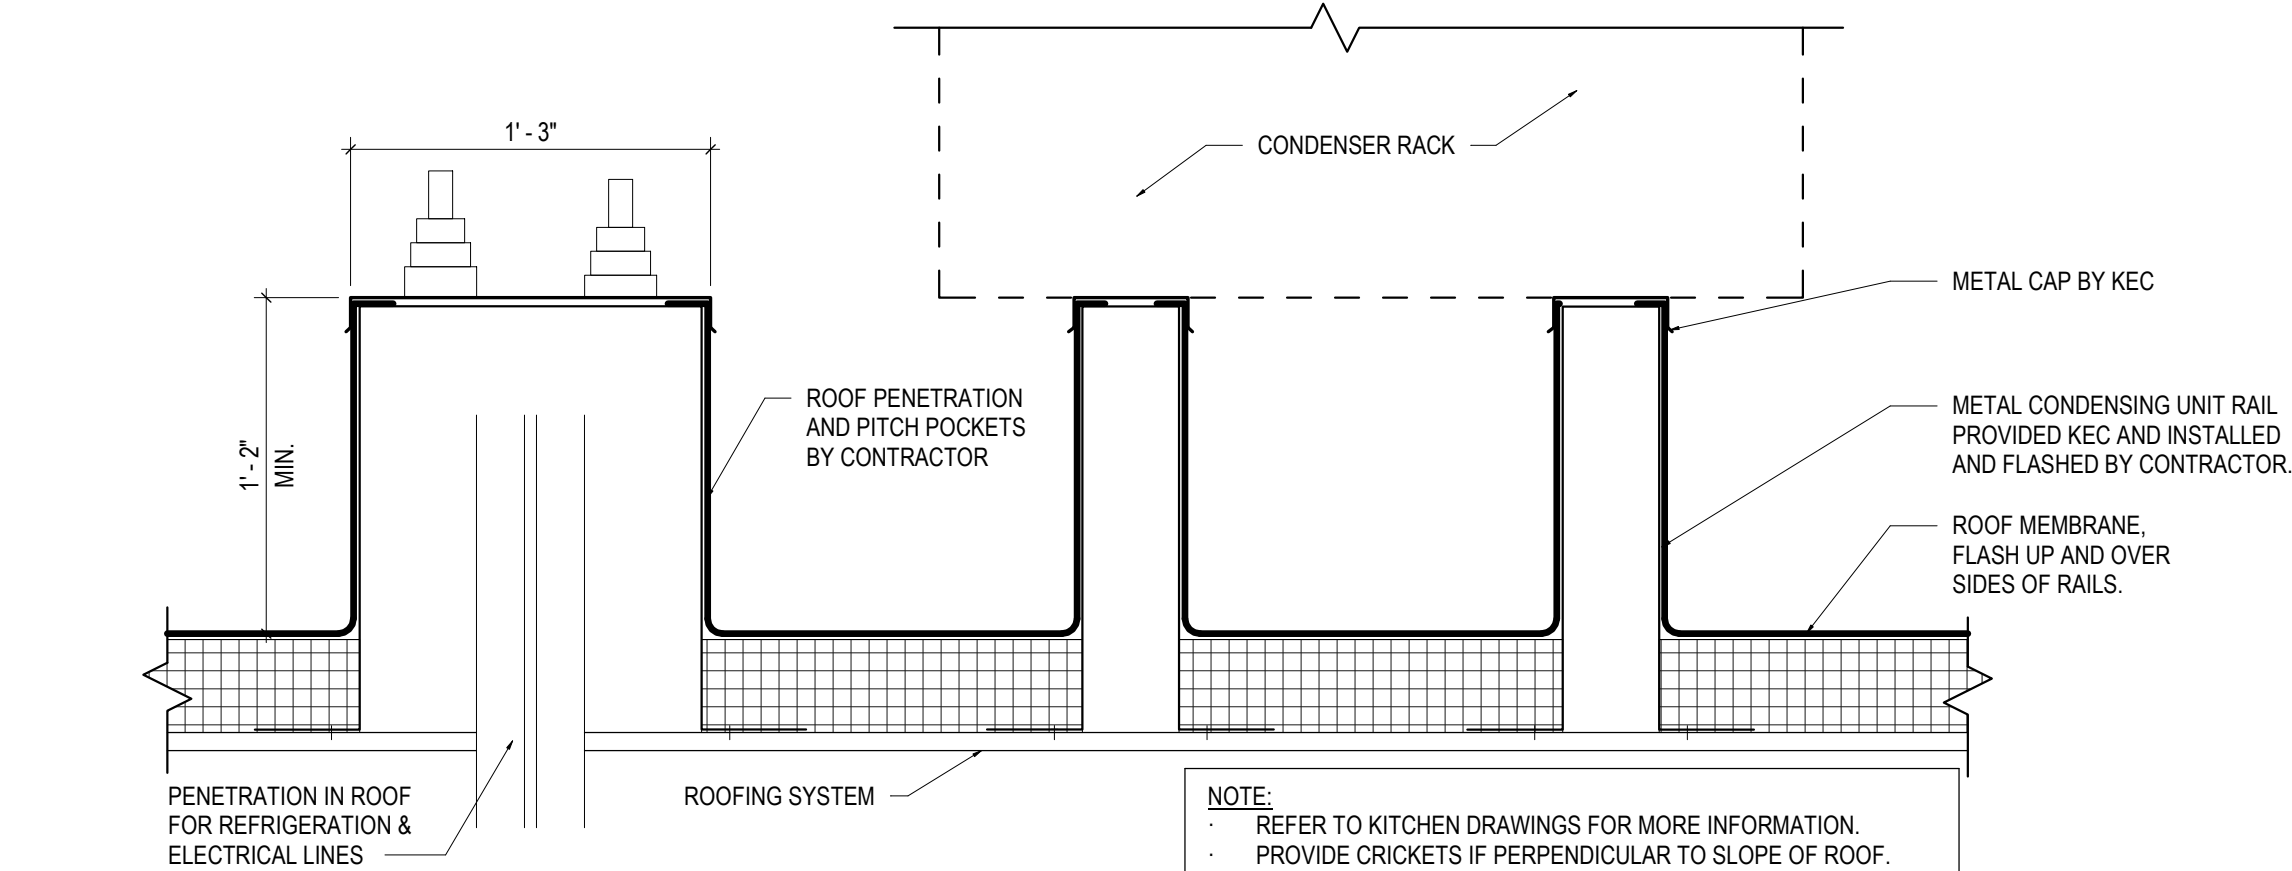 1' - 3"
CONDENSER RACK
METAL CAP BY KEC
ROOF PENETRATION
AND PITCH POCKETS
BY CONTRACTOR
METAL CONDENSING UNIT RAIL
PROVIDED KEC AND INSTALLED
AND FLASHED BY CONTRACTOR.
1' - 2"
MIN.
ROOF MEMBRANE,
FLASH UP AND OVER
SIDES OF RAILS.
PENETRATION IN ROOF
FOR REFRIGERATION &
ELECTRICAL LINES
ROOFING SYSTEM
NOTE:
· REFER TO KITCHEN DRAWINGS FOR MORE INFORMATION.
· PROVIDE CRICKETS IF PERPENDICULAR TO SLOPE OF ROOF.